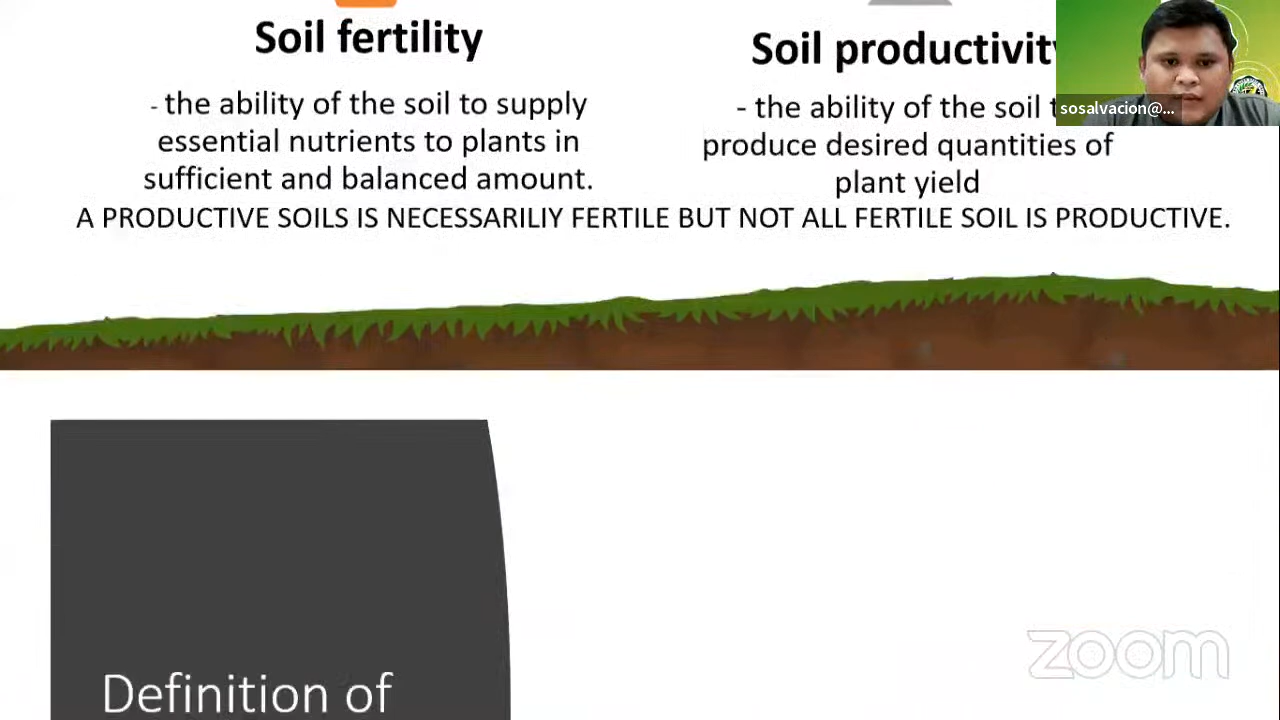 Soil fertility
- the ability of the soil to supply
essential nutrients to plants in
sufficient and balanced amount.
Soil productivity
- the ability of the soil
produce desired quantities of
plant yield
A PRODUCTIVE SOILS IS NECESSARILIY FERTILE BUT NOT ALL FERTILE SOIL IS PRODUCTIVE.
sosalvacion@...
Definition of
zoom